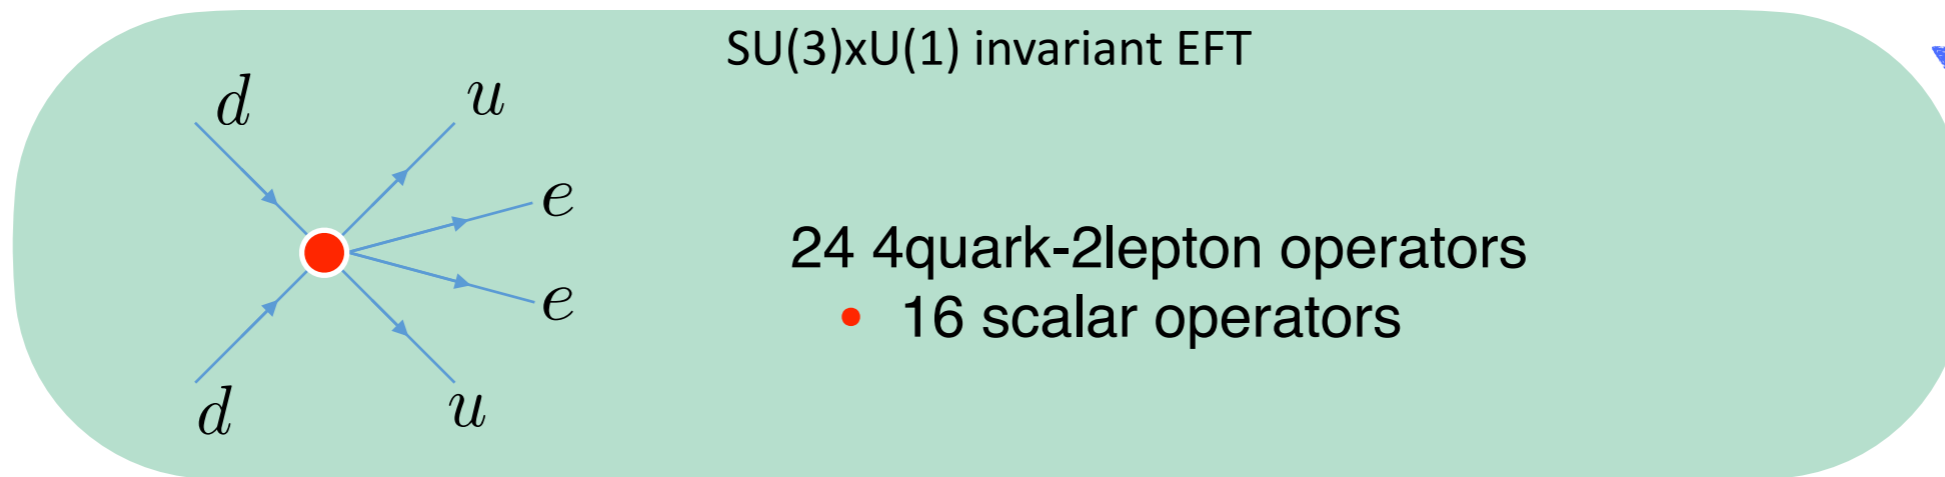 SU(3)xU(1) invariant EFT
d
u
e
24 4quark-2lepton operators
e
• 16 scalar operators
d
u